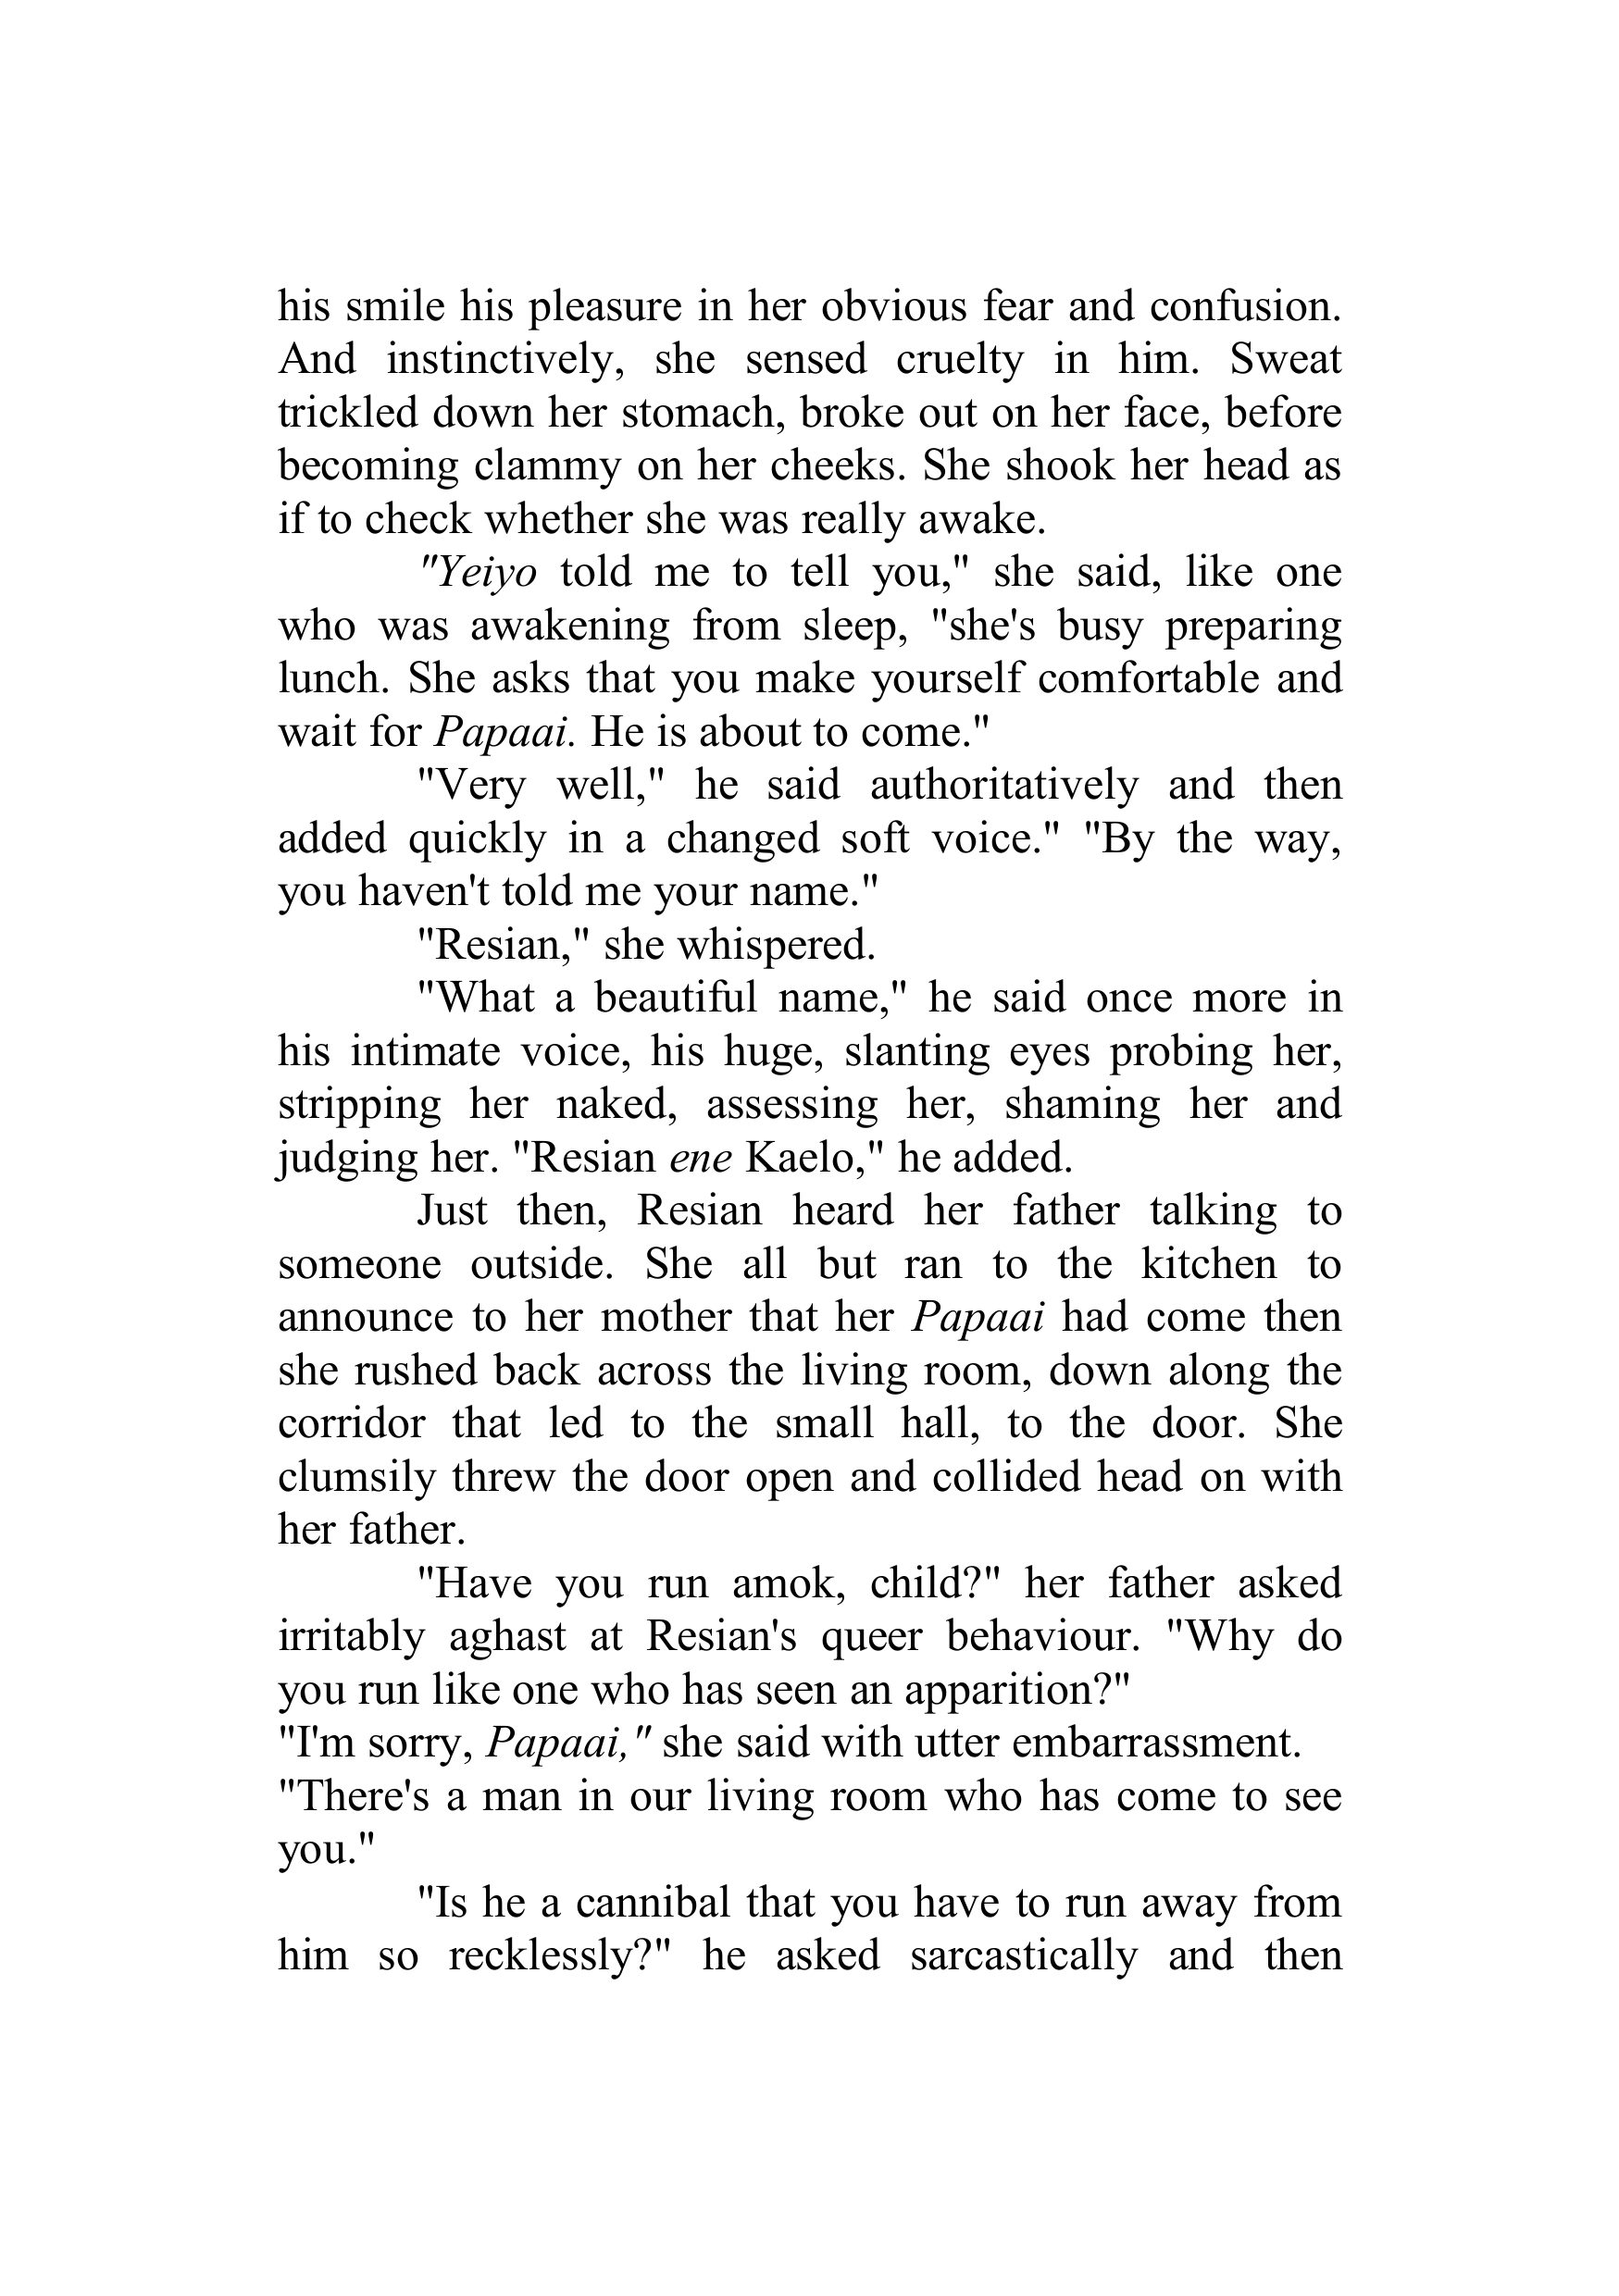 his smile his pleasure in her obvious fear and confusion.
And instinctively, she sensed cruelty in him. Sweat
trickled down her stomach, broke out on her face, before
becoming clammy on her cheeks. She shook her head as
if to check whether she was really awake.
"Yeiyo told me to tell you," she said, like one
who was awakening from sleep, "she's busy preparing
lunch. She asks that you make yourself comfortable and
wait for Papaai. He is about to come."
"Very well," he said authoritatively and then
added quickly in a changed soft voice." "By the way,
you haven't told me your name."
"Resian," she whispered.
"What a beautiful name," he said once more in
his intimate voice, his huge, slanting eyes probing her,
stripping her naked, assessing her, shaming her and
judging her. "Resian ene Kaelo," he added.
Just then, Resian heard her father talking to
someone outside. She all but ran to the kitchen to
announce to her mother that her Papaai had come then
she rushed back across the living room, down along the
corridor that led to the small hall, to the door. She
clumsily threw the door open and collided head on with
her father.
"Have you run amok, child?" her father asked
irritably aghast at Resian's queer behaviour. "Why do
you run like one who has seen an apparition?"
"I'm sorry, Papaai," she said with utter embarrassment.
"There's a man in our living room who has come to see
you."
"Is he a cannibal that you have to run away from
him so recklessly?" he asked sarcastically and then